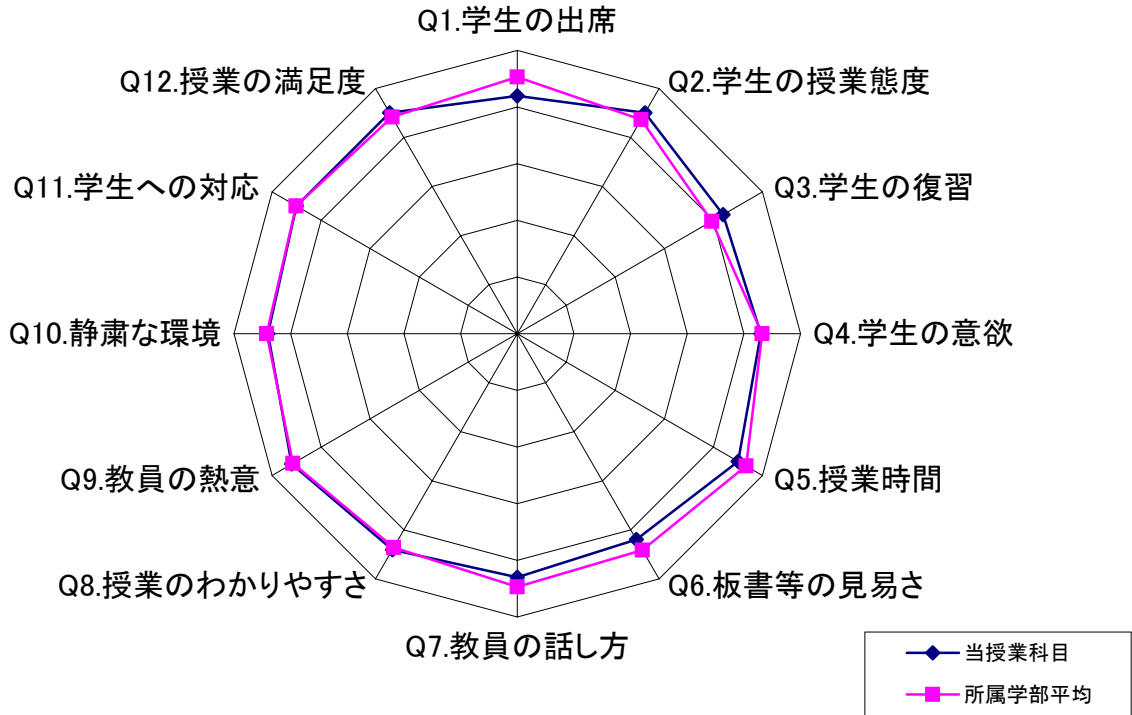 Q1.学生の出席
Q2.学生の授業態度
Q3.学生の復習
Q4.学生の意欲
Q5.授業時間
Q6.板書等の見易さ
Q7.教員の話し方
Q8.授業のわかりやすさ
Q9.教員の熱意
Q10.静粛な環境
Q11.学生への対応
Q12.授業の満足度
当授業科目
所属学部平均